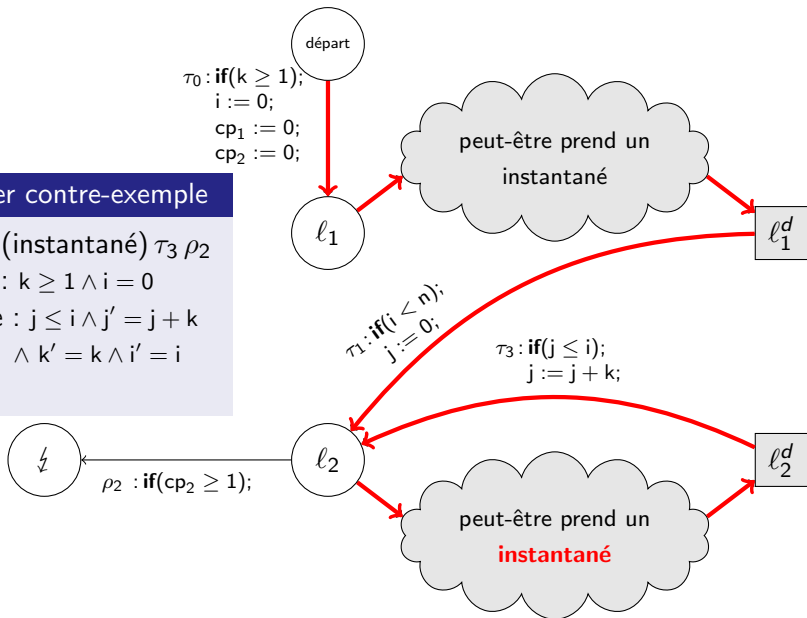 départ
τ₀ : if(k ≥ 1);
i := 0;
cp₁ := 0;
cp₂ := 0;
peut-être prend un
instantané
er contre-exemple
(instantané) τ₃ ρ₂
: k ≥ 1 ∧ i = 0
: j ≤ i ∧ j′ = j + k
∧ k′ = k ∧ i′ = i
ℓ₁
ℓ₁ᵈ
τ₁ : if(i < n);
j := 0;
τ₃ : if(j ≤ i);
j := j + k;
↯
ρ₂ : if(cp₂ ≥ 1);
ℓ₂
ℓ₂ᵈ
peut-être prend un
instantané